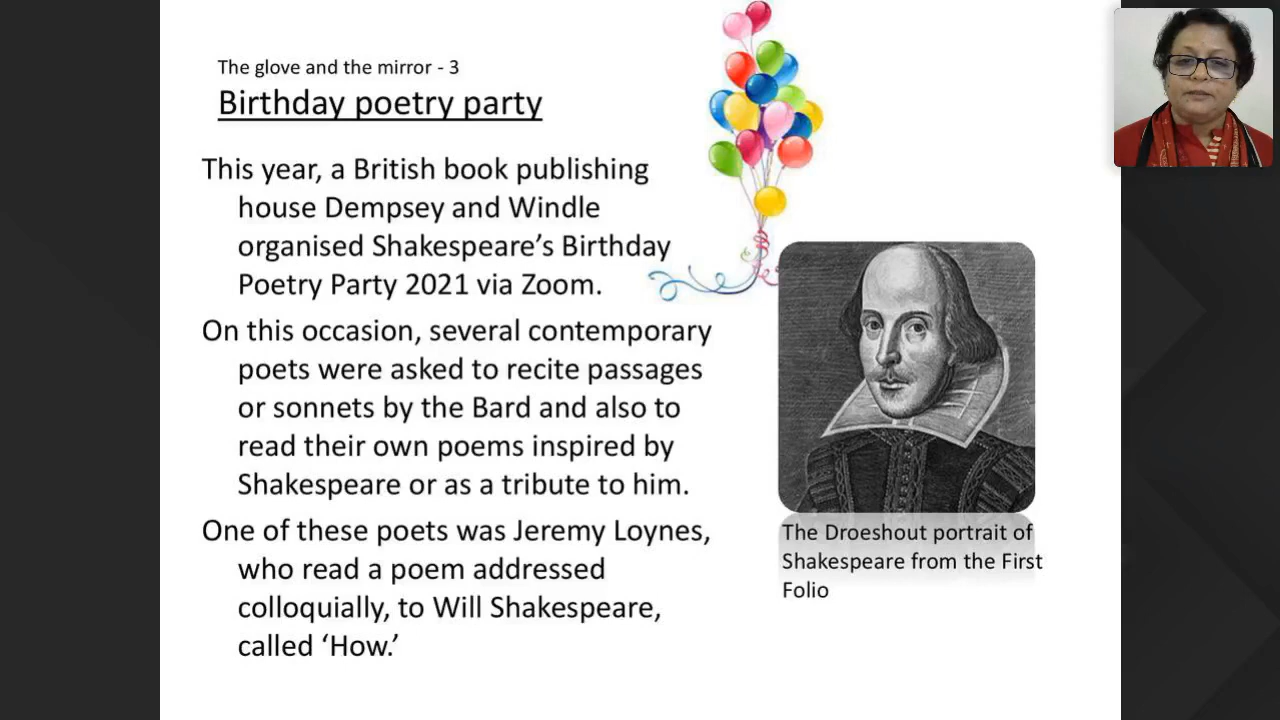 The glove and the mirror - 3
Birthday poetry party
This year, a British book publishing
house Dempsey and Windle
organised Shakespeare’s Birthday
Poetry Party 2021 via Zoom.
On this occasion, several contemporary
poets were asked to recite passages
or sonnets by the Bard and also to
read their own poems inspired by
Shakespeare or as a tribute to him.
One of these poets was Jeremy Loynes,
who read a poem addressed
colloquially, to Will Shakespeare,
called ‘How.’
The Droeshout portrait of
Shakespeare from the First
Folio